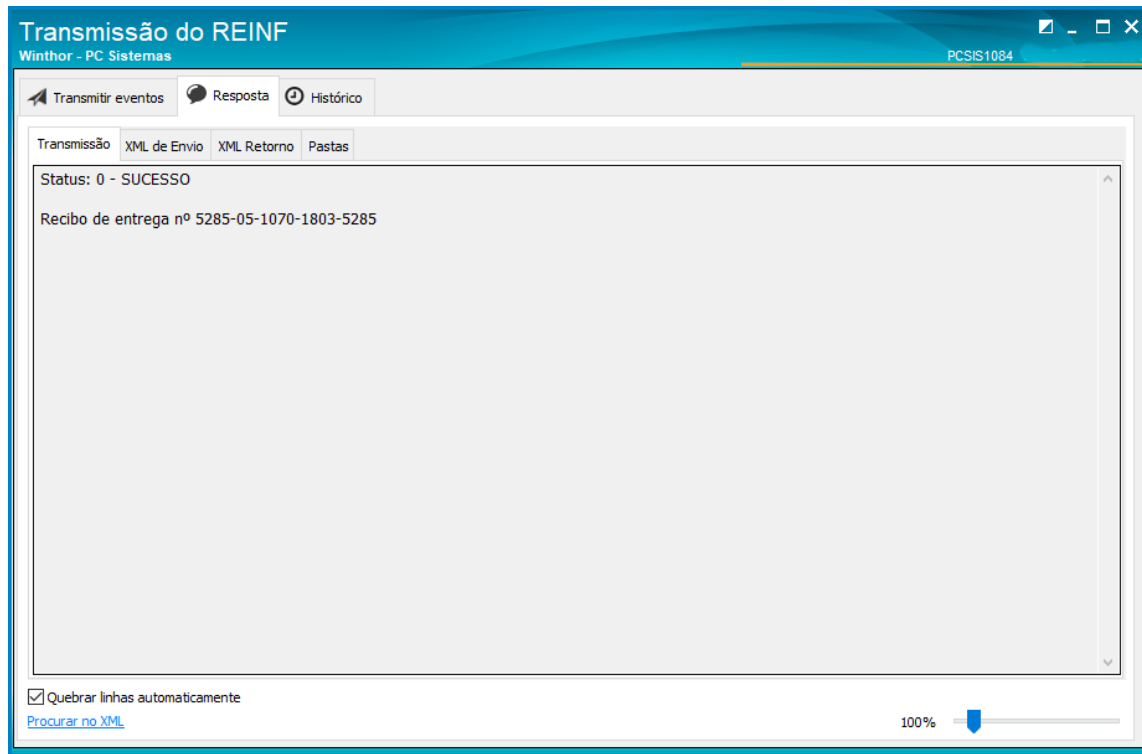 Transmissão do REINF
Winthor - PC Sistemas
PCSIS1084
Transmitir eventos Resposta Histórico
Transmissão XML de Envio XML Retorno Pastas
Status: 0 - SUCESSO
Recibo de entrega nº 5285-05-1070-1803-5285
Quebrar linhas automaticamente
Procurar no XML
100%